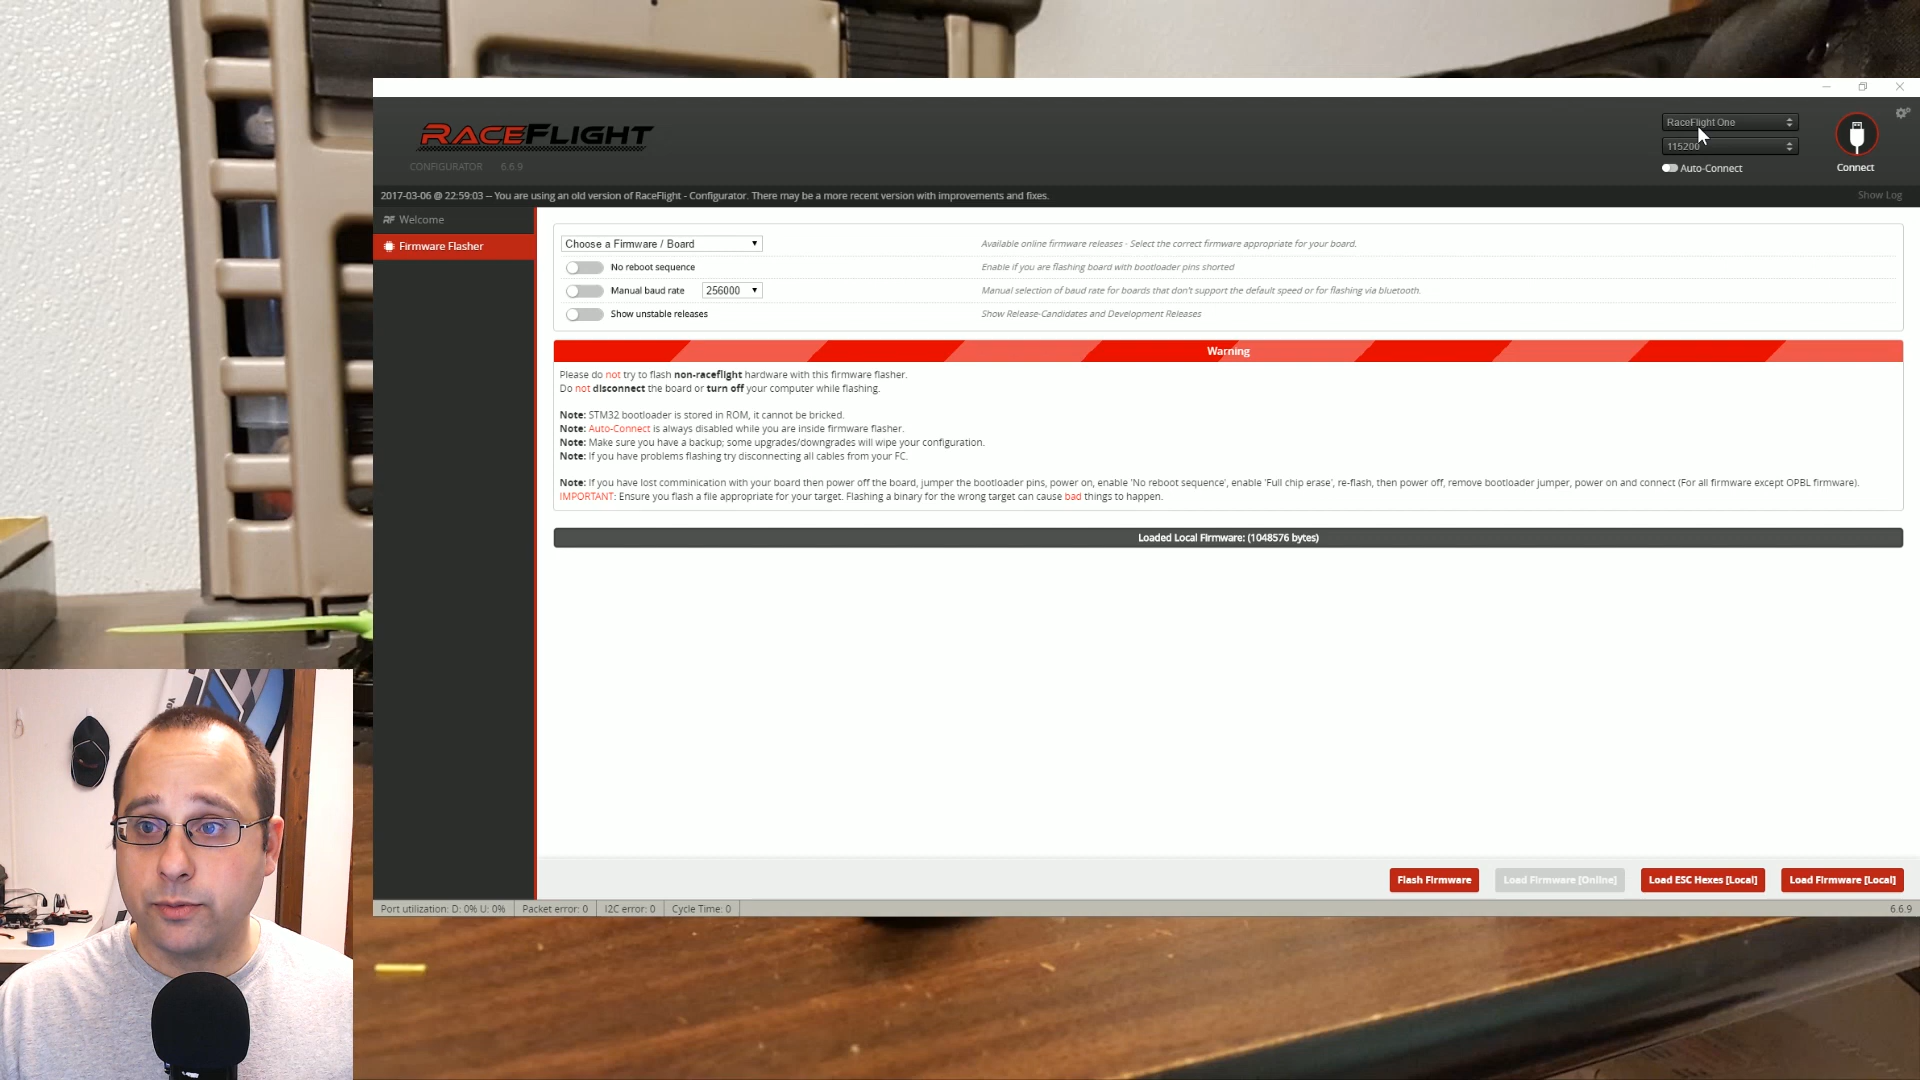 RACEFLIGHT
CONFIGURATOR 6.6.9
RaceFlight One
115200
Auto-Connect
Connect
2017-03-06 @ 22:59:03 -- You are using an old version of RaceFlight - Configurator. There may be a more recent version with improvements and fixes.
Show Log
RF Welcome
Firmware Flasher
Choose a Firmware / Board
Available online firmware releases - Select the correct firmware appropriate for your board.
No reboot sequence
Enable if you are flashing board with bootloader pins shorted
Manual baud rate 256000
Manual selection of baud rate for boards that don't support the default speed or for flashing via bluetooth.
Show unstable releases
Show Release-Candidates and Development Releases
Warning
Please do not try to flash non-raceflight hardware with this firmware flasher.
Do not disconnect the board or turn off your computer while flashing.
Note: STM32 bootloader is stored in ROM, it cannot be bricked.
Note: Auto-Connect is always disabled while you are inside firmware flasher.
Note: Make sure you have a backup; some upgrades/downgrades will wipe your configuration.
Note: If you have problems flashing try disconnecting all cables from your FC.
Note: If you have lost comminication with your board then power off the board, jumper the bootloader pins, power on, enable 'No reboot sequence', enable 'Full chip erase', re-flash, then power off, remove bootloader jumper, power on and connect (For all firmware except OPBL firmware).
IMPORTANT: Ensure you flash a file appropriate for your target. Flashing a binary for the wrong target can cause bad things to happen.
Loaded Local Firmware: (1048576 bytes)
Flash Firmware
Load Firmware [Online]
Load ESC Hexes [Local]
Load Firmware [Local]
Port utilization: D: 0% U: 0%
Packet error: 0
I2C error: 0
Cycle Time: 0
6.6.9